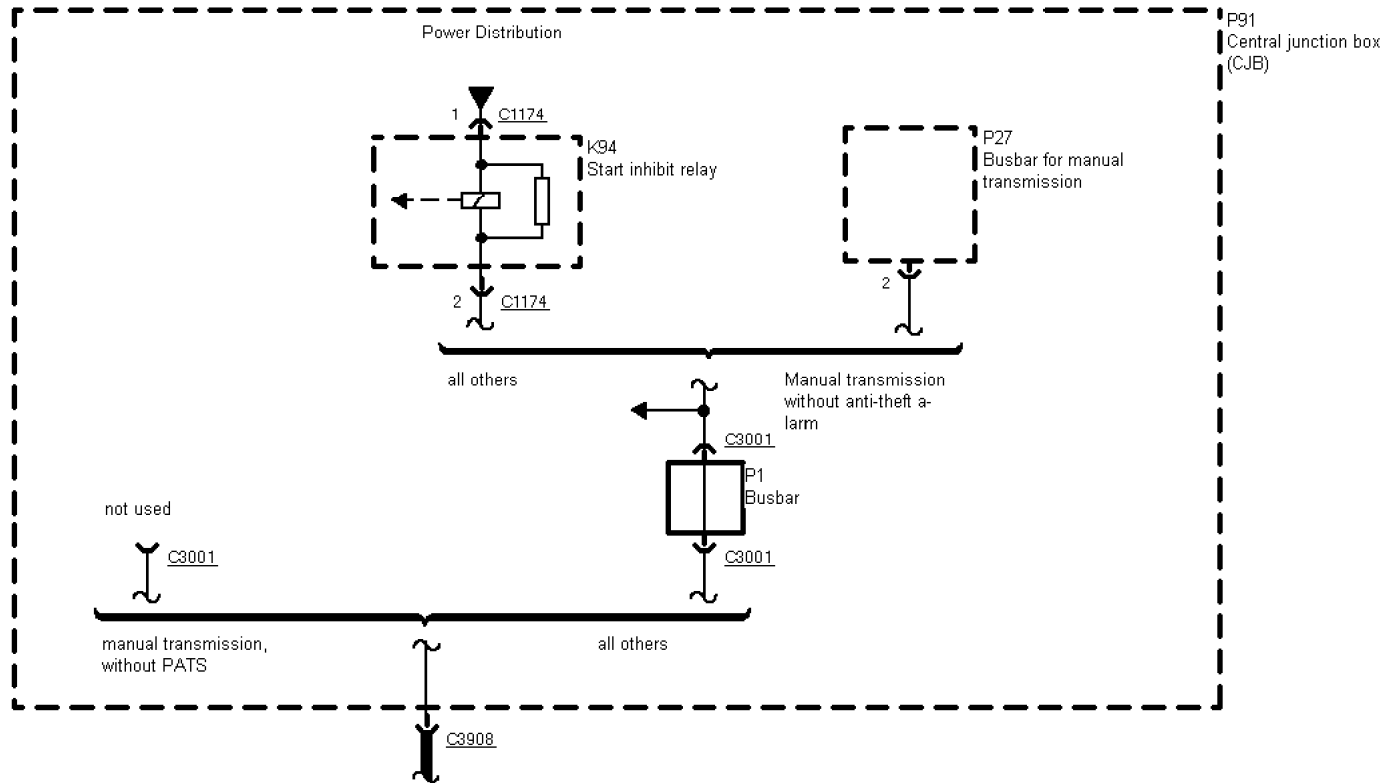 P91
Central junction box
(CJB)
Power Distribution
1
C1174
K94
Start inhibit relay
P27
Busbar for manual
transmission
2
C1174
2
all others
Manual transmission
without anti-theft a-
larm
C3001
P1
Busbar
not used
C3001
C3001
manual transmission,
without PATS
all others
C3908